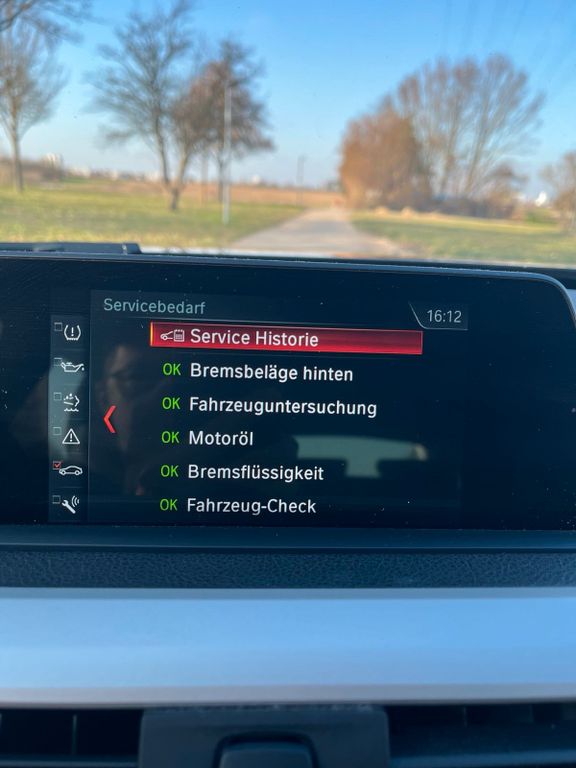 Servicebedarf
16:12
Service Historie
OK Bremsbeläge hinten
OK Fahrzeuguntersuchung
OK Motoröl
OK Bremsflüssigkeit
OK Fahrzeug-Check